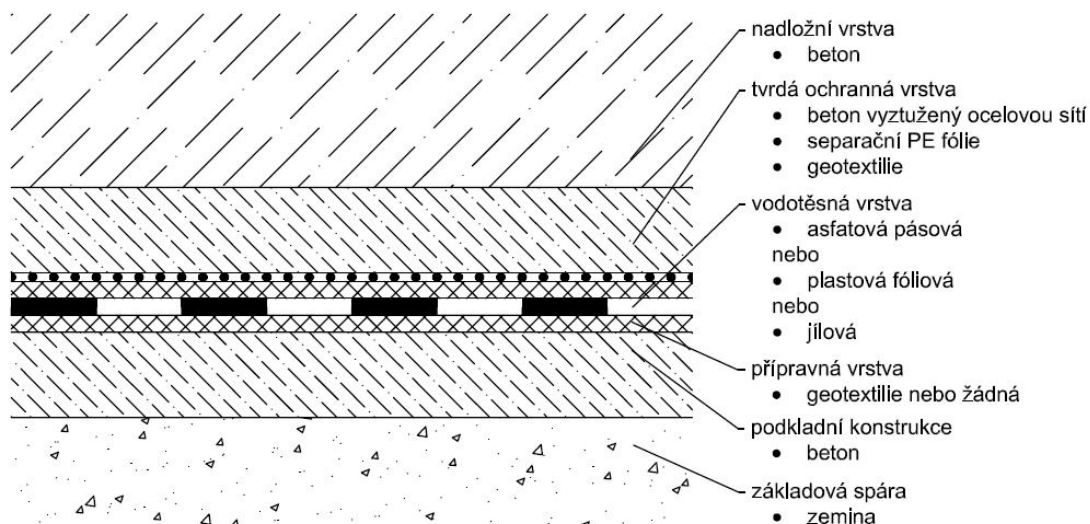 nadložní vrstva
• beton
tvrdá ochranná vrstva
• beton vyztužený ocelovou sítí
• separační PE fólie
• geotextilie
vodotěsná vrstva
• asfatová pásová
nebo
• plastová fóliová
nebo
• jílová
přípravná vrstva
• geotextilie nebo žádná
podkladní konstrukce
• beton
základová spára
• zemina